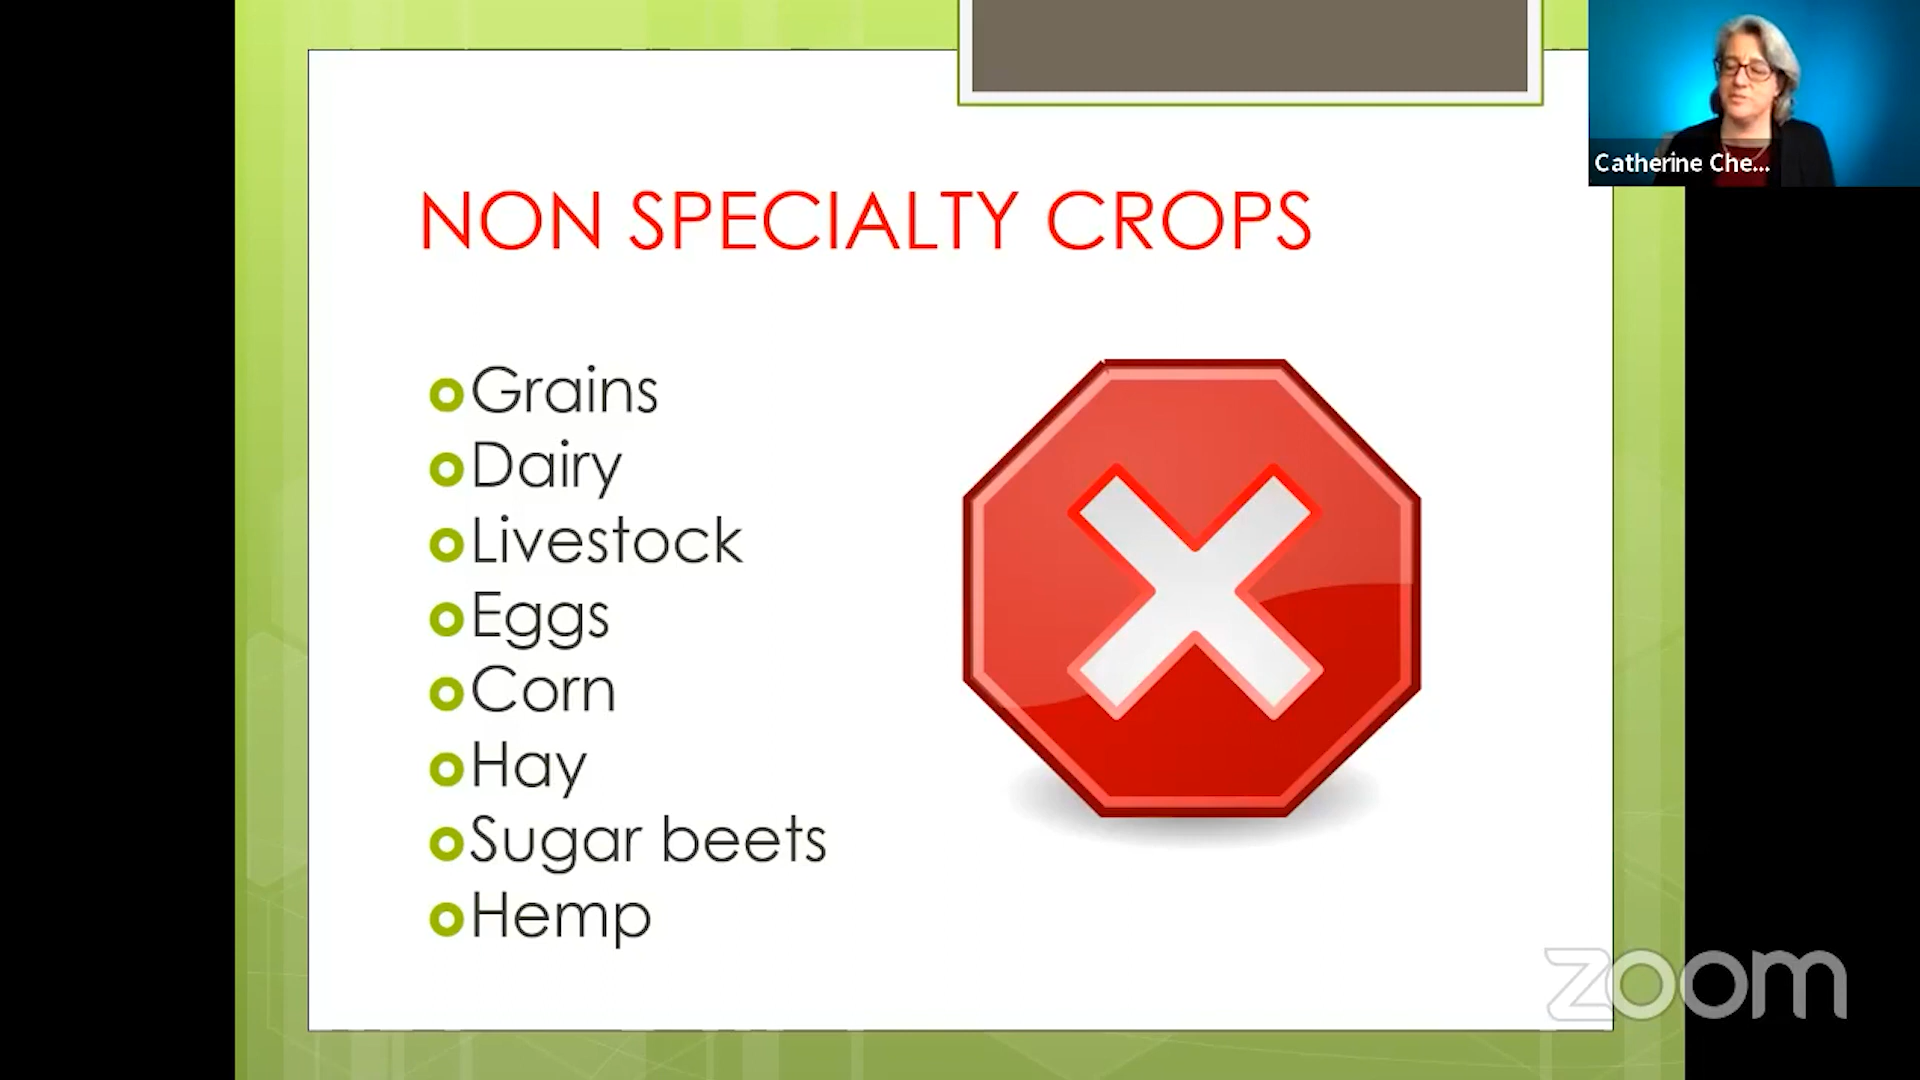 Catherine Che...
NON SPECIALTY CROPS
Grains
Dairy
Livestock
Eggs
Corn
Hay
Sugar beets
Hemp
zoom